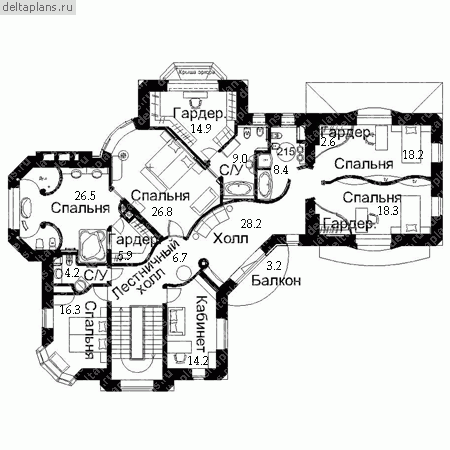 deltaplans.ru
Крыша эркера
Гардер.
14.9
9.0
С/У
215
8.4
Гардер.
2.6
Спальня
18.2
26.5
Спальня
Спальня
26.8
Спальня
18.3
Гардер.
28.2
Холл
Гардер.
5.9
4.2
С/У
Лестничный
холл
6.7
3.2
Балкон
16.3
Спальня
Кабинет
14.2